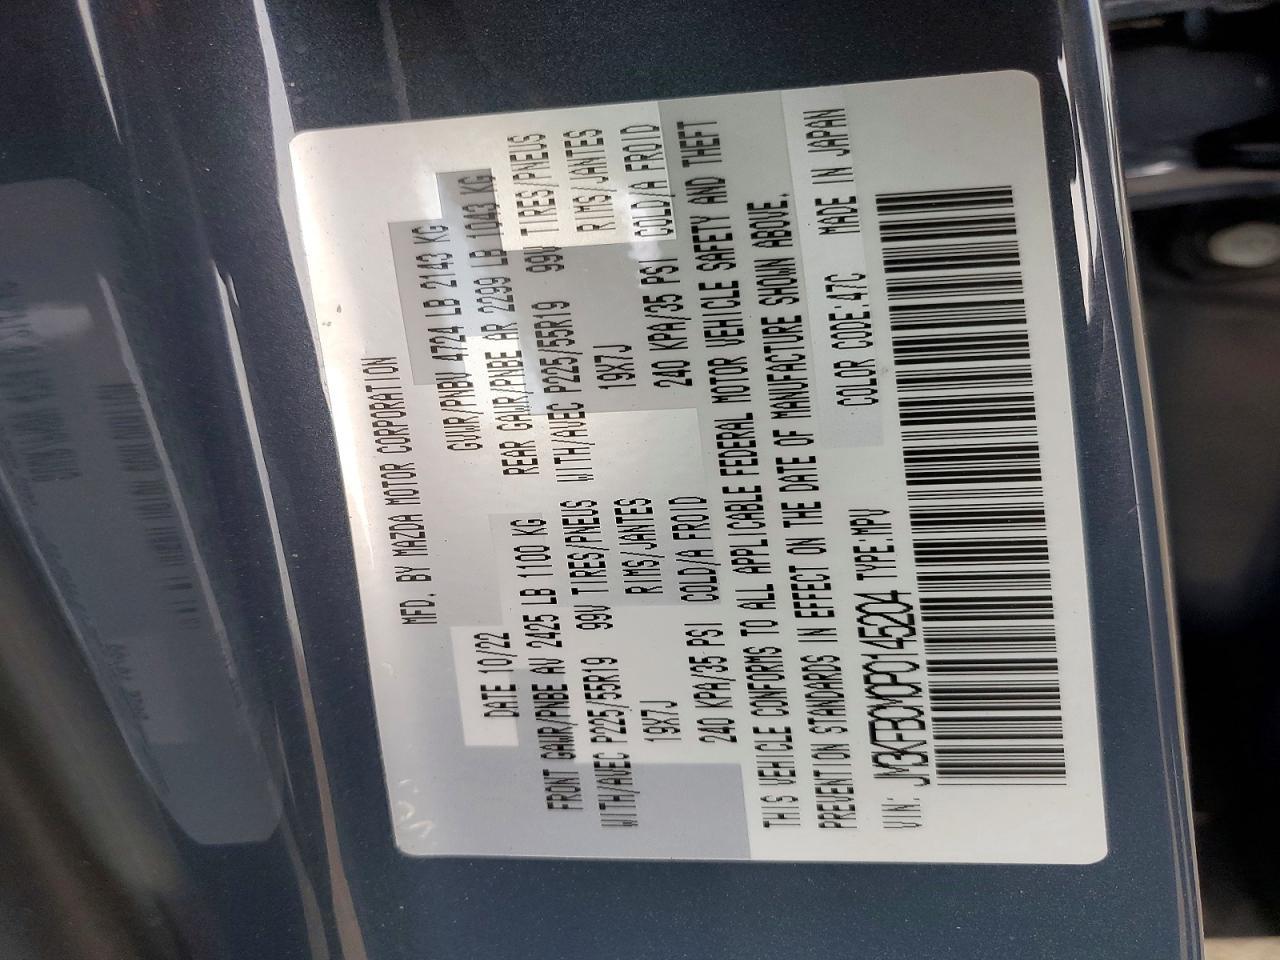 MFD. BY MAZDA MOTOR CORPORATION
DATE 10/22 GVWR/PNBV 4724 LB 2143 KG
FRONT GAWR/PNBE AV 2425 LB 1100 KG REAR GAWR/PNBE AR 2299 LB 1043 KG
WITH/AVEC P225/55R19 99V TIRES/PNEUS WITH/AVEC P225/55R19 99V TIRES/PNEUS
19X7J RIMS/JANTES 19X7J RIMS/JANTES
240 KPA/35 PSI COLD/A FROID 240 KPA/35 PSI COLD/A FROID
THIS VEHICLE CONFORMS TO ALL APPLICABLE FEDERAL MOTOR VEHICLE SAFETY AND THEFT
PREVENTION STANDARDS IN EFFECT ON THE DATE OF MANUFACTURE SHOWN ABOVE.
VIN: JM3KFBCM0P0145204 TYPE:MPV COLOR CODE:47C MADE IN JAPAN